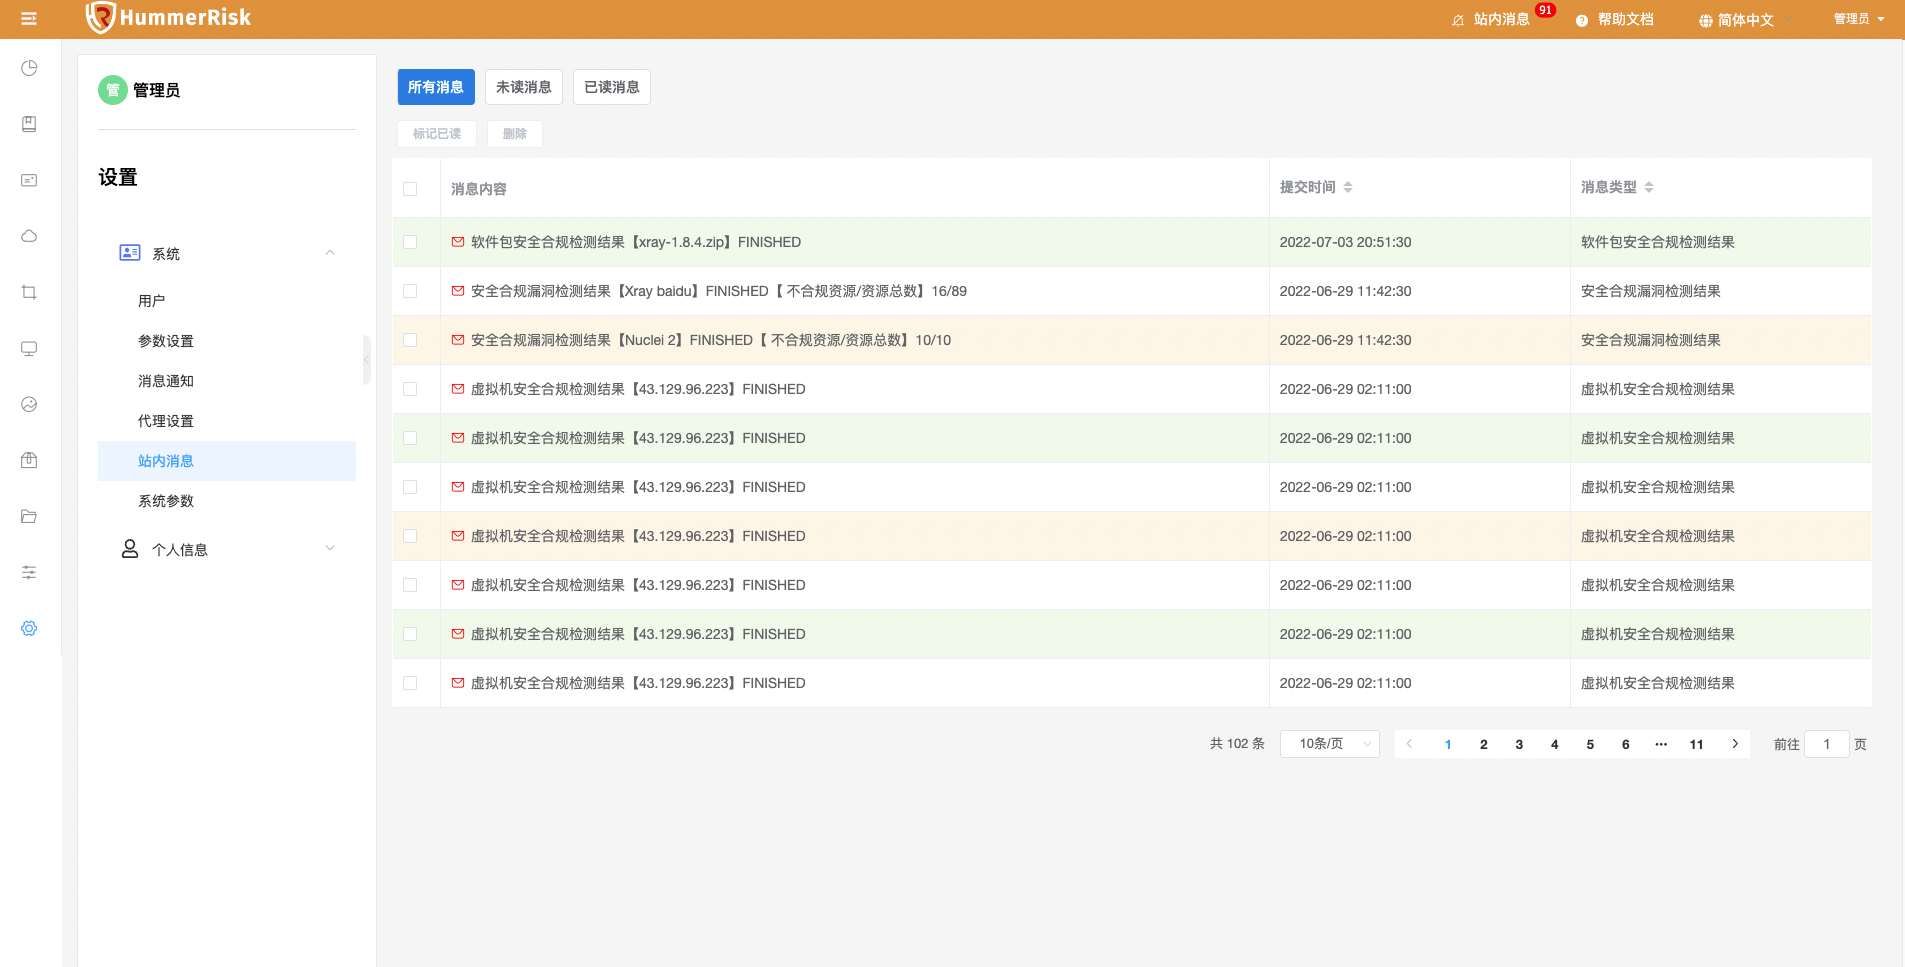 HummerRisk
站内消息 91 帮助文档 简体中文 管理员
管 管理员
设置
系统
用户
参数设置
消息通知
代理设置
站内消息
系统参数
个人信息
所有消息 未读消息 已读消息
标记已读 删除
消息内容 提交时间 消息类型
软件包安全合规检测结果【xray-1.8.4.zip】FINISHED 2022-07-03 20:51:30 软件包安全合规检测结果
安全合规漏洞检测结果【Xray baidu】FINISHED【 不合规资源/资源总数】16/89 2022-06-29 11:42:30 安全合规漏洞检测结果
安全合规漏洞检测结果【Nuclei 2】FINISHED【 不合规资源/资源总数】10/10 2022-06-29 11:42:30 安全合规漏洞检测结果
虚拟机安全合规检测结果【43.129.96.223】FINISHED 2022-06-29 02:11:00 虚拟机安全合规检测结果
虚拟机安全合规检测结果【43.129.96.223】FINISHED 2022-06-29 02:11:00 虚拟机安全合规检测结果
虚拟机安全合规检测结果【43.129.96.223】FINISHED 2022-06-29 02:11:00 虚拟机安全合规检测结果
虚拟机安全合规检测结果【43.129.96.223】FINISHED 2022-06-29 02:11:00 虚拟机安全合规检测结果
虚拟机安全合规检测结果【43.129.96.223】FINISHED 2022-06-29 02:11:00 虚拟机安全合规检测结果
虚拟机安全合规检测结果【43.129.96.223】FINISHED 2022-06-29 02:11:00 虚拟机安全合规检测结果
虚拟机安全合规检测结果【43.129.96.223】FINISHED 2022-06-29 02:11:00 虚拟机安全合规检测结果
共 102 条 10条/页 1 2 3 4 5 6 ··· 11 前往 1 页